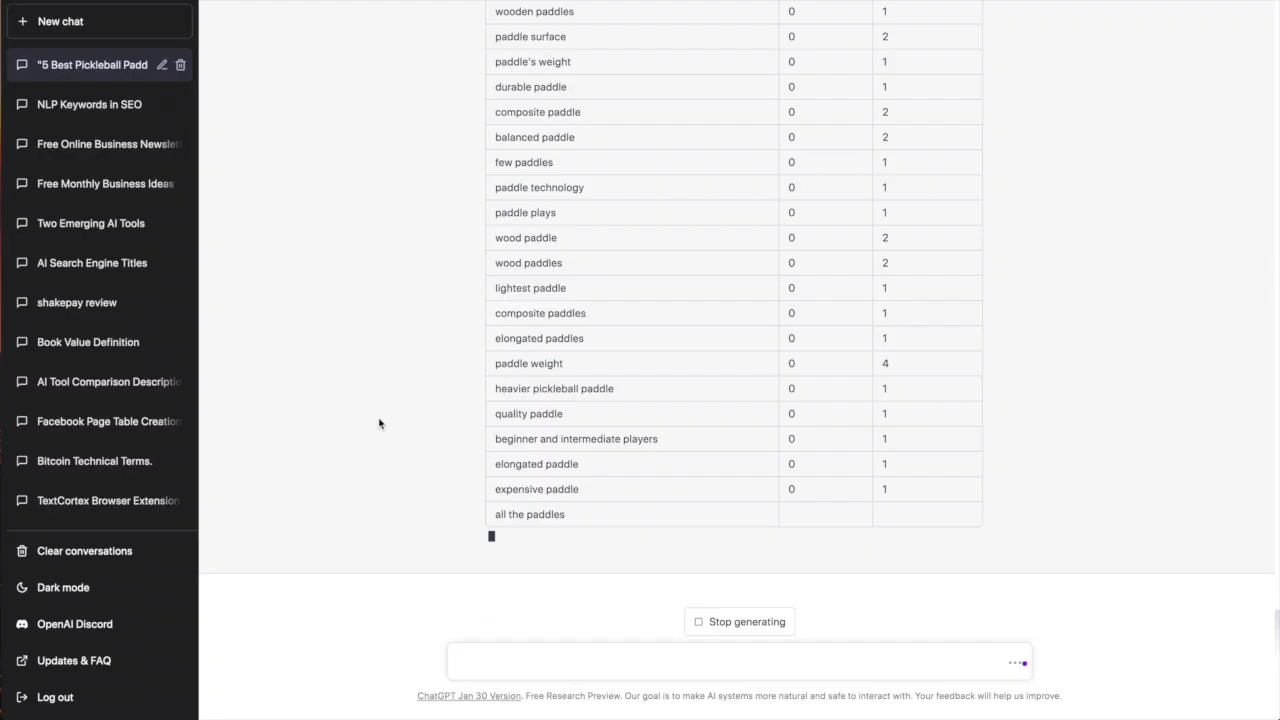 New chat
"5 Best Pickleball Padd
NLP Keywords in SEO
Free Online Business Newslett
Free Monthly Business Ideas
Two Emerging AI Tools
AI Search Engine Titles
shakepay review
Book Value Definition
AI Tool Comparison Descriptio
Facebook Page Table Creation
Bitcoin Technical Terms.
TextCortex Browser Extension
Clear conversations
Dark mode
OpenAI Discord
Updates & FAQ
Log out
wooden paddles 0 1
paddle surface 0 2
paddle's weight 0 1
durable paddle 0 1
composite paddle 0 2
balanced paddle 0 2
few paddles 0 1
paddle technology 0 1
paddle plays 0 1
wood paddle 0 2
wood paddles 0 2
lightest paddle 0 1
composite paddles 0 1
elongated paddles 0 1
paddle weight 0 4
heavier pickleball paddle 0 1
quality paddle 0 1
beginner and intermediate players 0 1
elongated paddle 0 1
expensive paddle 0 1
all the paddles
Stop generating
ChatGPT Jan 30 Version. Free Research Preview. Our goal is to make AI systems more natural and safe to interact with. Your feedback will help us improve.